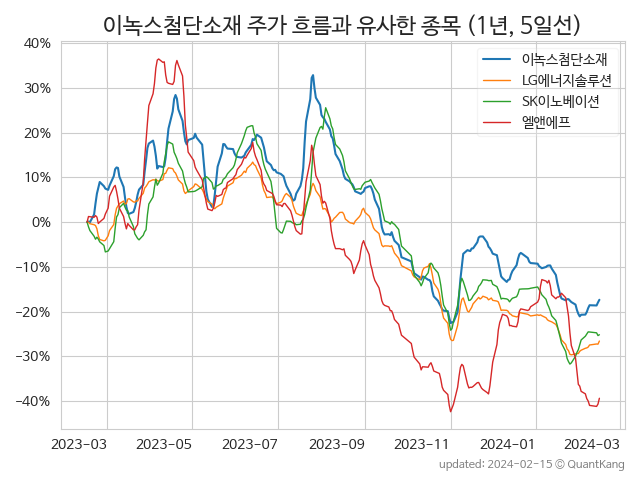 이녹스첨단소재 주가 흐름과 유사한 종목 (1년, 5일선)
이녹스첨단소재
LG에너지솔루션
SK이노베이션
엘앤에프
40%
30%
20%
10%
0%
−10%
−20%
−30%
−40%
2023-03 2023-05 2023-07 2023-09 2023-11 2024-01 2024-03
updated: 2024-02-15 ⓒ QuantKang